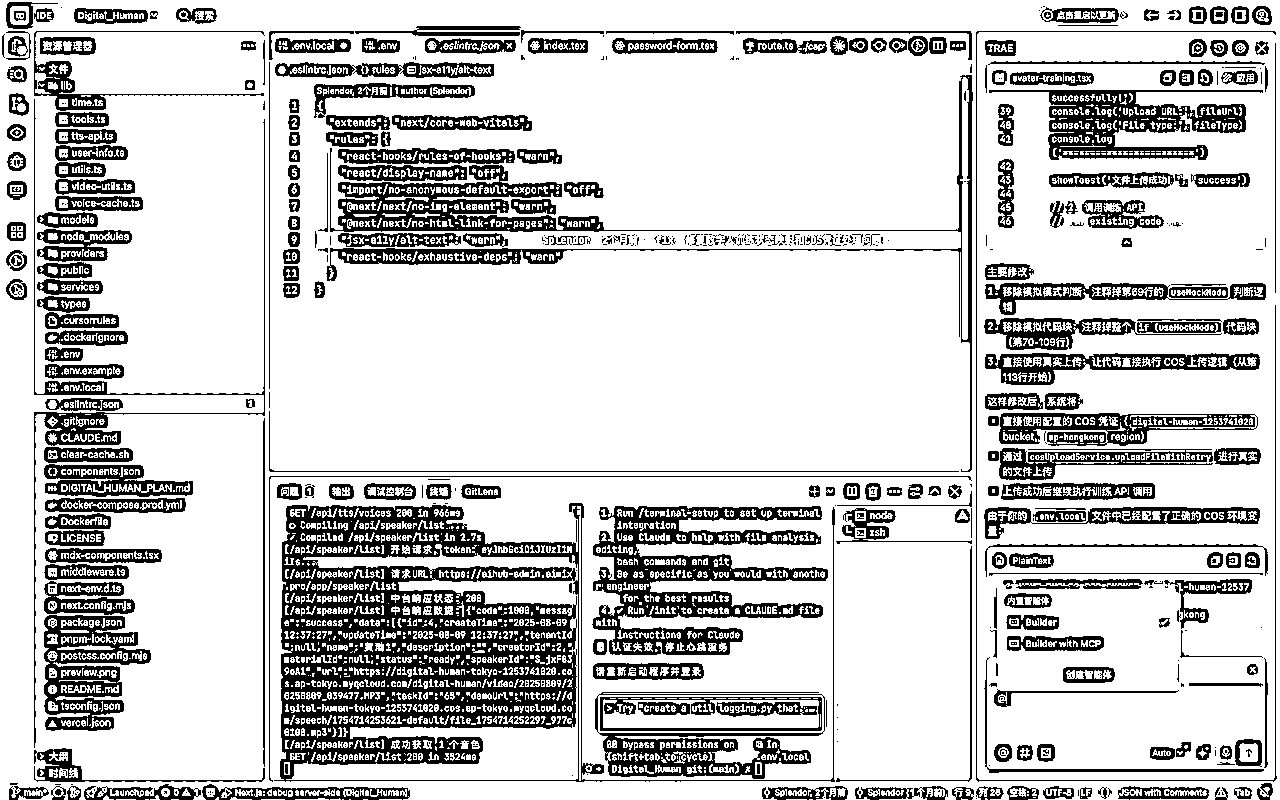 IDE
Digital_Human
搜索
点击重启以更新
资源管理器
文件
lib
time.ts
tools.ts
tts-api.ts
user-info.ts
utils.ts
video-utils.ts
voice-cache.ts
models
node_modules
providers
public
services
types
.cursorrules
.dockerignore
.env
.env.example
.env.local
.eslintrc.json
.gitignore
CLAUDE.md
clear-cache.sh
components.json
DIGITAL_HUMAN_PLAN.md
docker-compose.prod.yml
Dockerfile
LICENSE
mdx-components.tsx
middleware.ts
next-env.d.ts
next.config.mjs
package.json
pnpm-lock.yaml
postcss.config.mjs
preview.png
README.md
tsconfig.json
vercel.json
大纲
时间线
.env.local
.env
.eslintrc.json
index.tsx
password-form.tsx
route.ts
.eslintrc.json > {} rules > jsx-a11y/alt-text
Splendor, 2个月前 | 1 author (Splendor)
1 {
2 "extends": "next/core-web-vitals",
3 "rules": {
4 "react-hooks/rules-of-hooks": "warn",
5 "react/display-name": "off",
6 "import/no-anonymous-default-export": "off",
7 "@next/next/no-img-element": "warn",
8 "@next/next/no-html-link-for-pages": "warn",
9 "jsx-a11y/alt-text": "warn", Splendor, 2个月前
10 "react-hooks/exhaustive-deps": "warn"
11 }
12 }
问题 1 输出 调试控制台 终端 GitLens
GET /api/tts/voices 200 in 966ms
○ Compiling /api/speaker/list ...
✓ Compiled /api/speaker/list in 2.7s
[/api/speaker/list] 开始请求, token:
[/api/speaker/list] 请求URL: https://aihub-admin.aimix
.pro/app/speaker/list
[/api/speaker/list] 中台响应状态: 200
[/api/speaker/list] 中台响应数据: {"code":1000,"messag
e":"success","data":[{"id":4,"createTime":"2025-08-09
12:37:27","updateTime":"2025-08-09 12:37:27","tenantId
":null,"name":"黄瀚1","description":"","creatorId":2,"
materialId":null,"status":"ready","speakerId":"S_jxF83
9oA1","url":"https://digital-human-tokyo-1253741020.co
s.ap-tokyo.myqcloud.com/digital-human/video/20250809/2
0250809_039477.MP3","taskId":"65","demoUrl":"https://d
igital-human-tokyo-1253741020.cos.ap-tokyo.myqcloud.co
m/speech/1754714253621-default/file_1754714252297_977c
0108.mp3"}]}
[/api/speaker/list] 成功获取 1 个音色
GET /api/speaker/list 200 in 3524ms
1. Run /terminal-setup to set up terminal
integration
2. Use Claude to help with file analysis,
editing,
bash commands and git
3. Be as specific as you would with anothe
r engineer
for the best results
4. ✓ Run /init to create a CLAUDE.md file
with
instructions for Claude
认证失效, 停止心跳服务
请重新启动程序并登录
> Try "create a util logging.py that...
bypass permissions on
(shift+tab to cycle)
in
.env.local
Digital_Human git:(main)
node
zsh
TRAE
avatar-training.tsx
应用
successfully!')
39 console.log('Upload URL:', fileUrl)
40 console.log('File type:', fileType)
41 console.log
42
43 showToast('文件上传成功!', 'success')
44
45 // 2. 调用训练 API
46 // ... existing code ...
主要修改:
1. 移除模拟模式判断: 注释掉第69行的 useMockMode 判断逻
辑
2. 移除模拟代码块: 注释掉整个 if (useMockMode) 代码块
(第70-109行)
3. 直接使用真实上传: 让代码直接执行 COS 上传逻辑 (从第
113行开始)
这样修改后, 系统将:
直接使用配置的 COS 凭证 (digital-human-1253741020
bucket, ap-hongkong region)
通过 cosUploadService.uploadFileWithRetry 进行真实
的文件上传
上传成功后继续执行训练 API 调用
由于你的 .env.local 文件中已经配置了正确的 COS 环境变
量,
PlainText
-human-12537
kong
内置智能体
Builder
Builder with MCP
创建智能体
@
Auto
main*
Launchpad
Next.js: debug server-side (Digital_Human)
Splendor, 2个月前
Splendor (1个月前)
空格: 2
UTF-8
LF
JSON with Comments
Tab